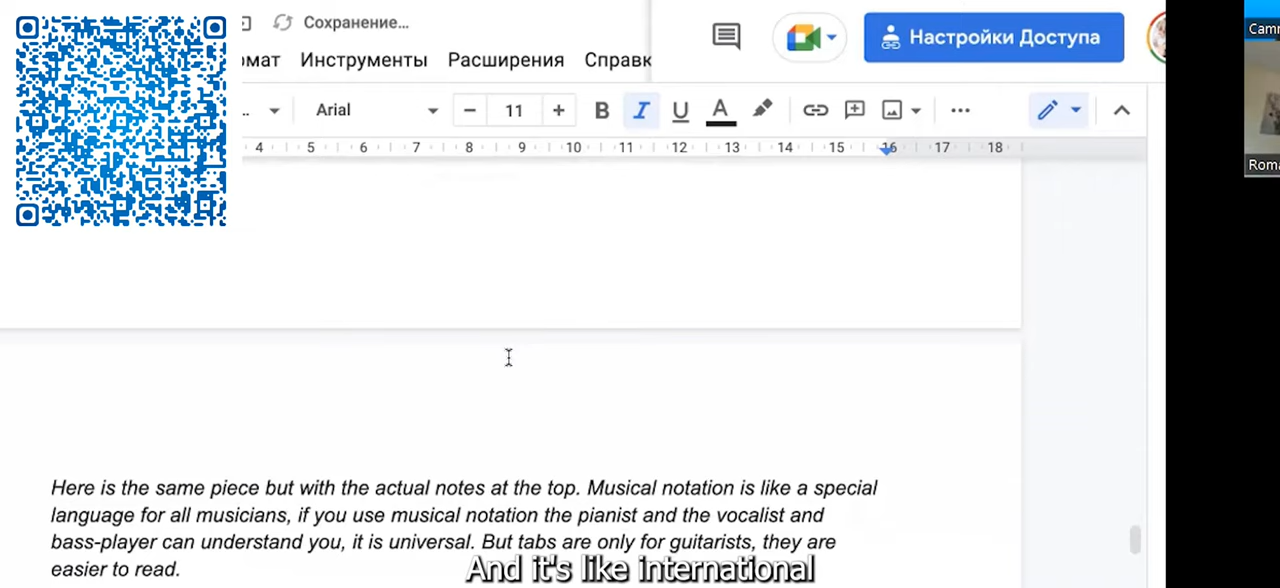 Сохранение...
омат Инструменты Расширения Справк
Настройки Доступа
Camr
.. Arial − 11 + B I U A ...
4 5 6 7 8 9 10 11 12 13 14 15 16 17 18
Roma
Here is the same piece but with the actual notes at the top. Musical notation is like a special
language for all musicians, if you use musical notation the pianist and the vocalist and
bass-player can understand you, it is universal. But tabs are only for guitarists, they are
easier to read.
And it's like international